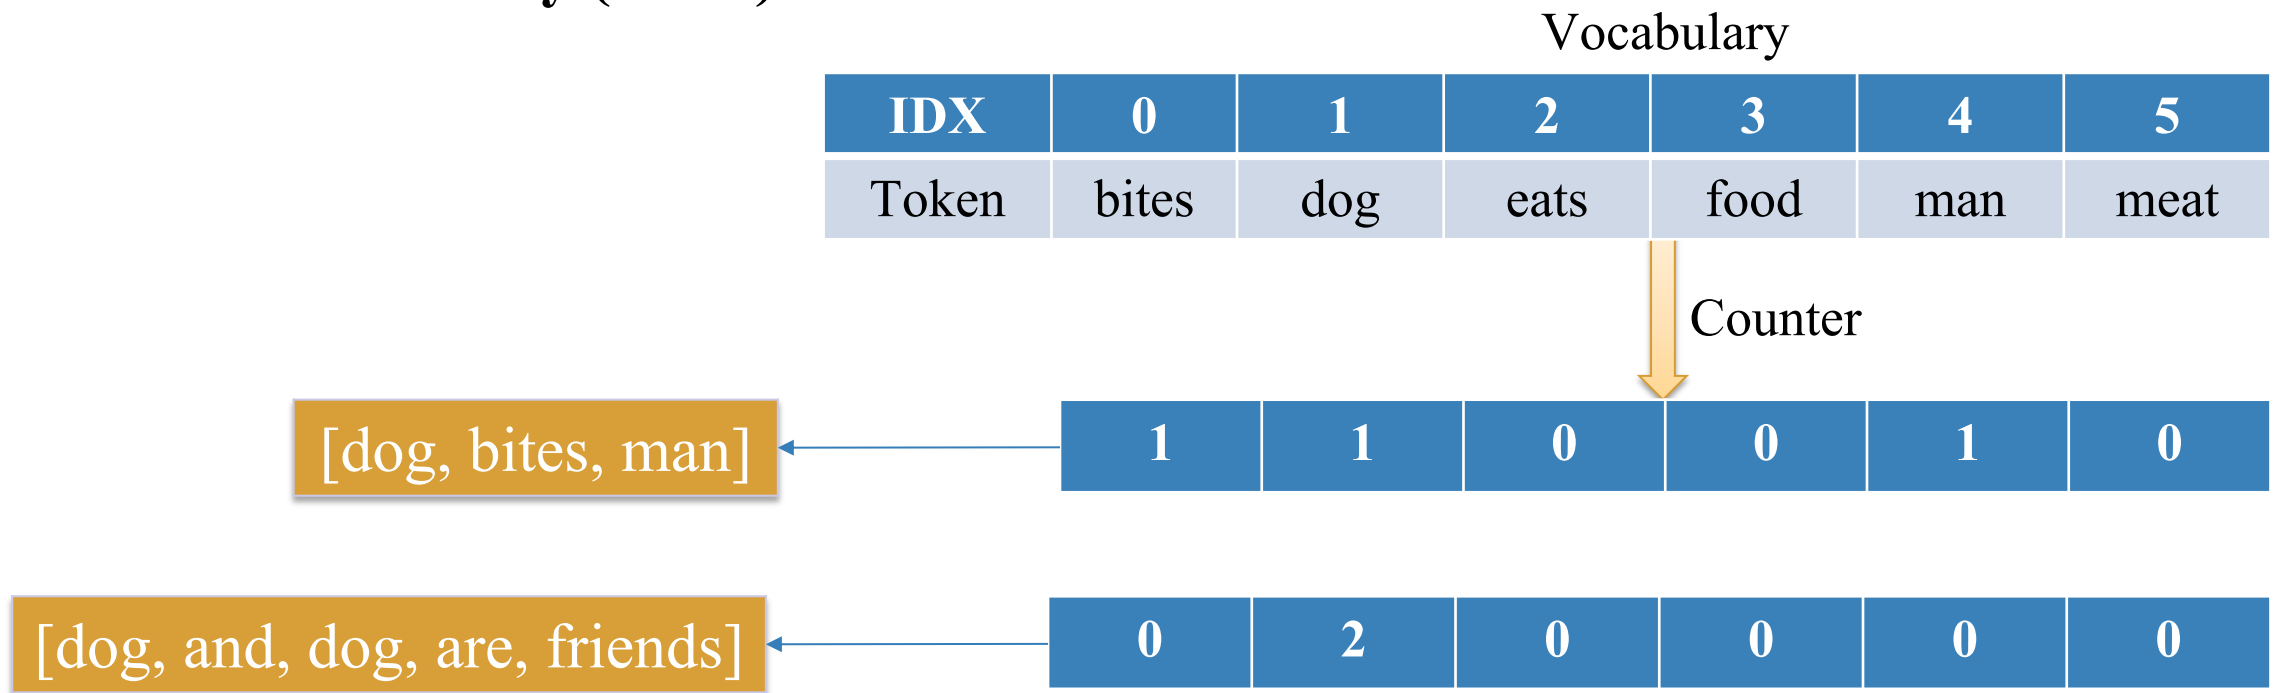 Vocabulary
IDX 0 1 2 3 4 5
Token bites dog eats food man meat
Counter
[dog, bites, man] 1 1 0 0 1 0
[dog, and, dog, are, friends] 0 2 0 0 0 0